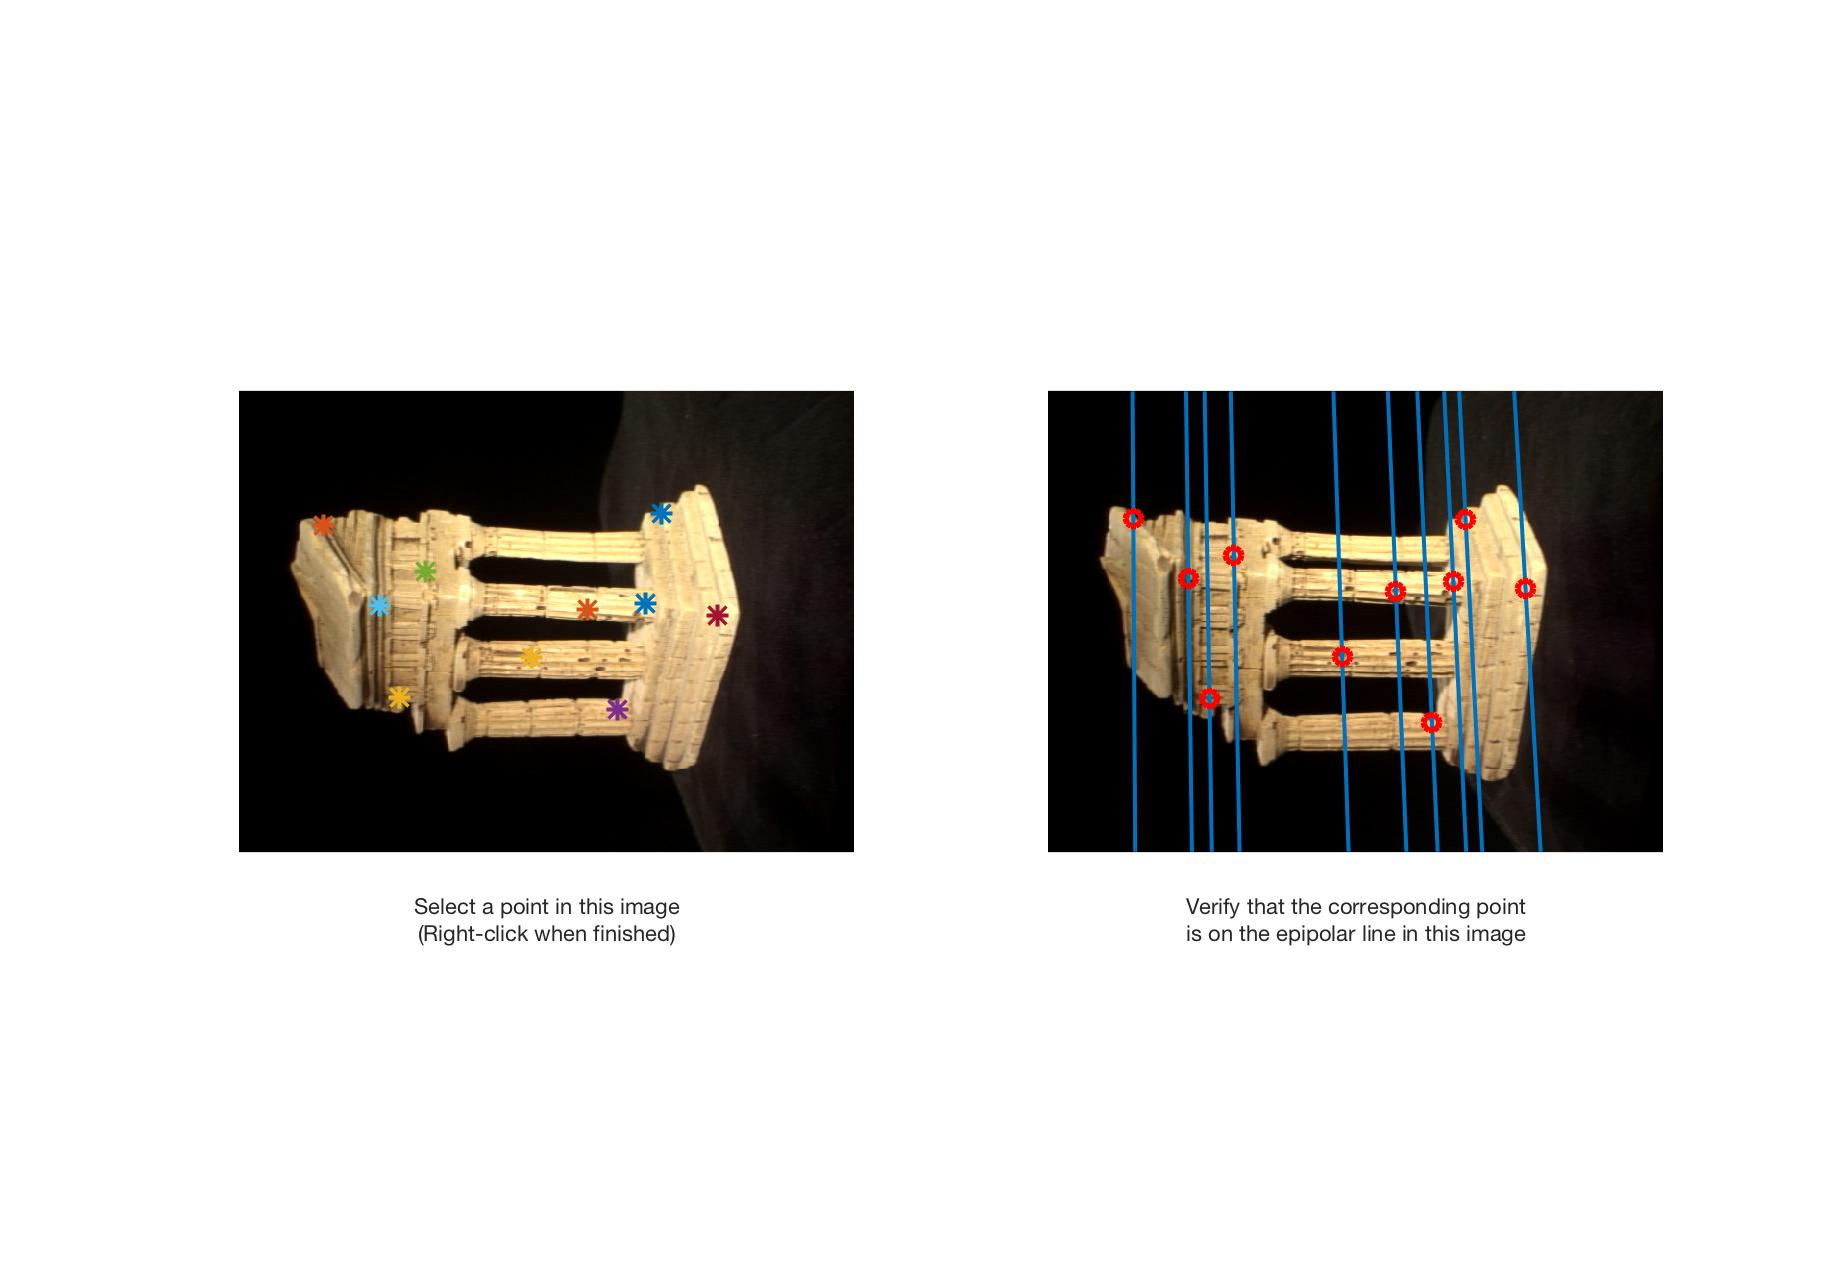 Select a point in this image
(Right-click when finished)
Verify that the corresponding point
is on the epipolar line in this image